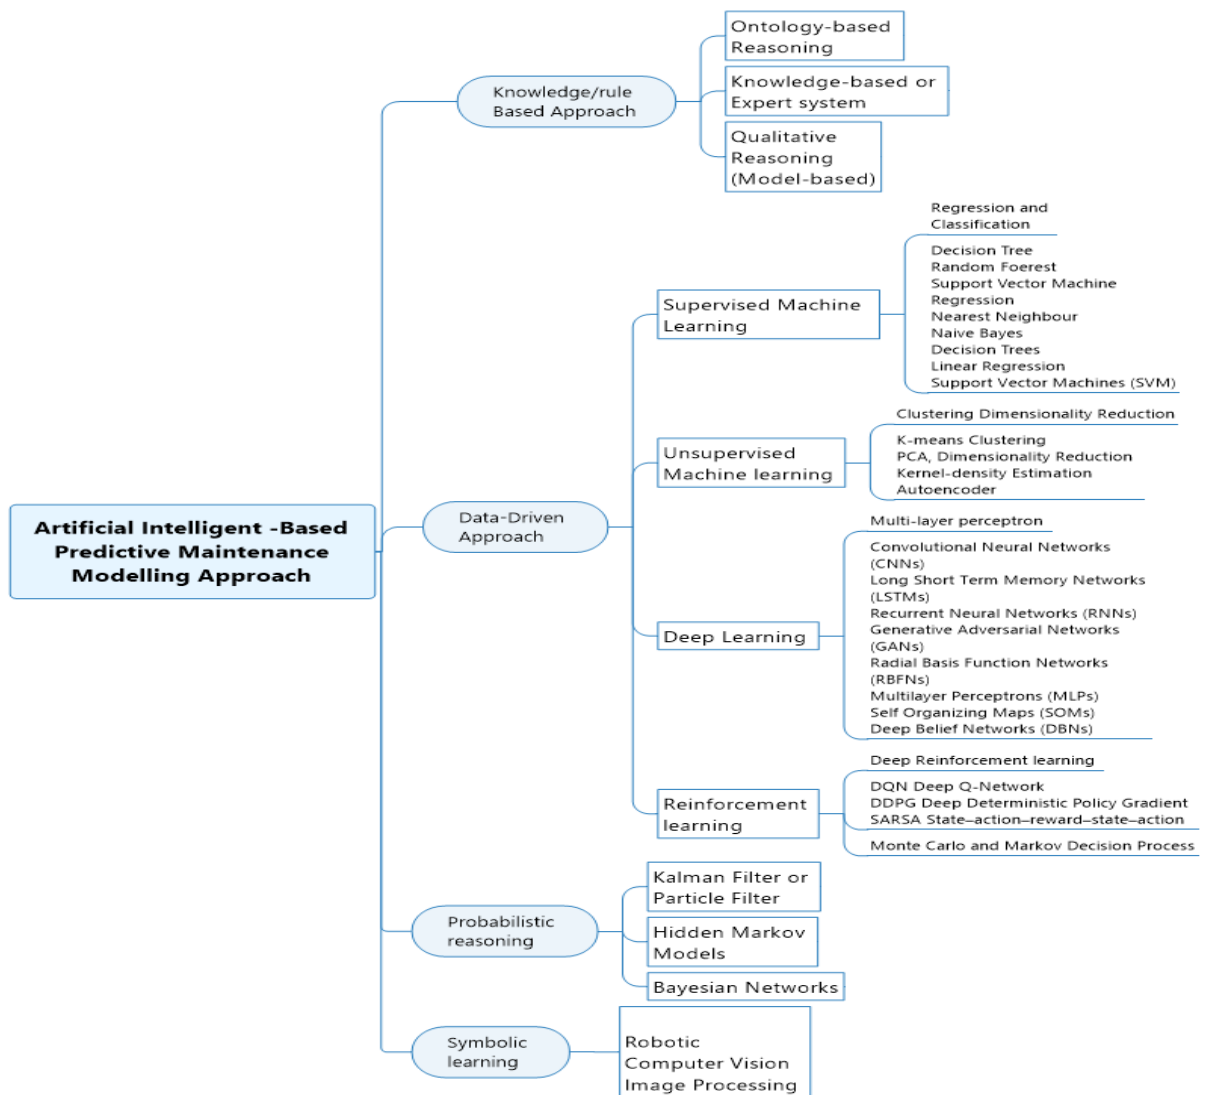 Ontology-based
Reasoning
Knowledge/rule
Based Approach
Knowledge-based or
Expert system
Qualitative
Reasoning
(Model-based)
Regression and
Classification
Decision Tree
Random Foerest
Support Vector Machine
Regression
Nearest Neighbour
Naive Bayes
Decision Trees
Linear Regression
Support Vector Machines (SVM)
Supervised Machine
Learning
Clustering Dimensionality Reduction
K-means Clustering
PCA, Dimensionality Reduction
Kernel-density Estimation
Autoencoder
Unsupervised
Machine learning
Artificial Intelligent -Based
Predictive Maintenance
Modelling Approach
Data-Driven
Approach
Multi-layer perceptron
Convolutional Neural Networks
(CNNs)
Long Short Term Memory Networks
(LSTMs)
Recurrent Neural Networks (RNNs)
Generative Adversarial Networks
(GANs)
Radial Basis Function Networks
(RBFNs)
Multilayer Perceptrons (MLPs)
Self Organizing Maps (SOMs)
Deep Belief Networks (DBNs)
Deep Learning
Deep Reinforcement learning
DQN Deep Q-Network
DDPG Deep Deterministic Policy Gradient
SARSA State–action–reward–state–action
Monte Carlo and Markov Decision Process
Reinforcement
learning
Kalman Filter or
Particle Filter
Probabilistic
reasoning
Hidden Markov
Models
Bayesian Networks
Symbolic
learning
Robotic
Computer Vision
Image Processing